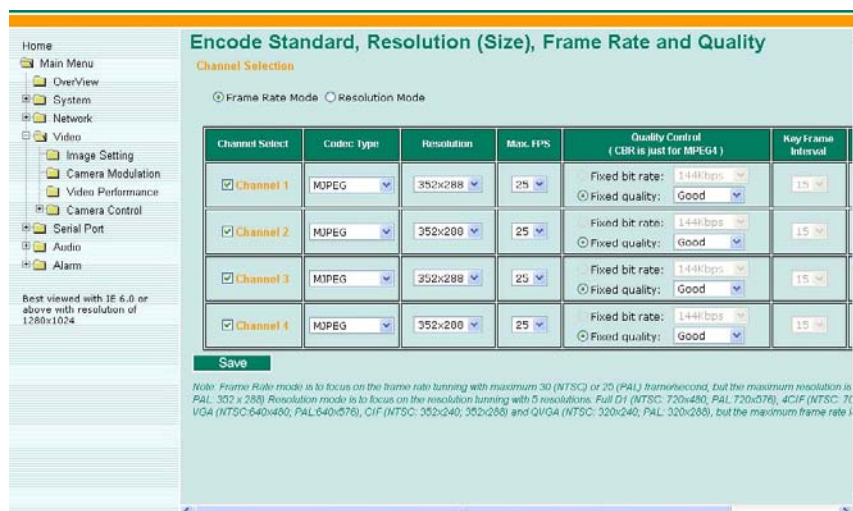 Home
Main Menu
OverView
System
Network
Video
Image Setting
Camera Modulation
Video Performance
Camera Control
Serial Port
Audio
Alarm
Best viewed with IE 6.0 or
above with resolution of
1280x1024
Encode Standard, Resolution (Size), Frame Rate and Quality
Channel Selection
Frame Rate Mode Resolution Mode
Channel Select Codec Type Resolution Max. FPS Quality Control Key Frame
( CBR is just for MPEG4 ) Interval
Fixed bit rate: 144Kbps
Channel 1 MJPEG 352x288 25 15
Fixed quality: Good
Fixed bit rate: 144Kbps
Channel 2 MJPEG 352x288 25 15
Fixed quality: Good
Fixed bit rate: 144Kbps
Channel 3 MJPEG 352x288 25 15
Fixed quality: Good
Fixed bit rate: 144Kbps
Channel 4 MJPEG 352x288 25 15
Fixed quality: Good
Save
Note: Frame Rate mode is to focus on the frame rate tunning with maximum 30 (NTSC) or 25 (PAL) frame/second, but the maximum resolution is
PAL: 352 x 288) Resolution mode is to focus on the resolution tunning with 5 resolutions: Full D1 (NTSC: 720x480; PAL:720x576), 4CIF (NTSC: 70
VGA (NTSC:640x480; PAL:640x576), CIF (NTSC: 352x240; 352x288) and QVGA (NTSC: 320x240; PAL: 320x288), but the maximum frame rate i